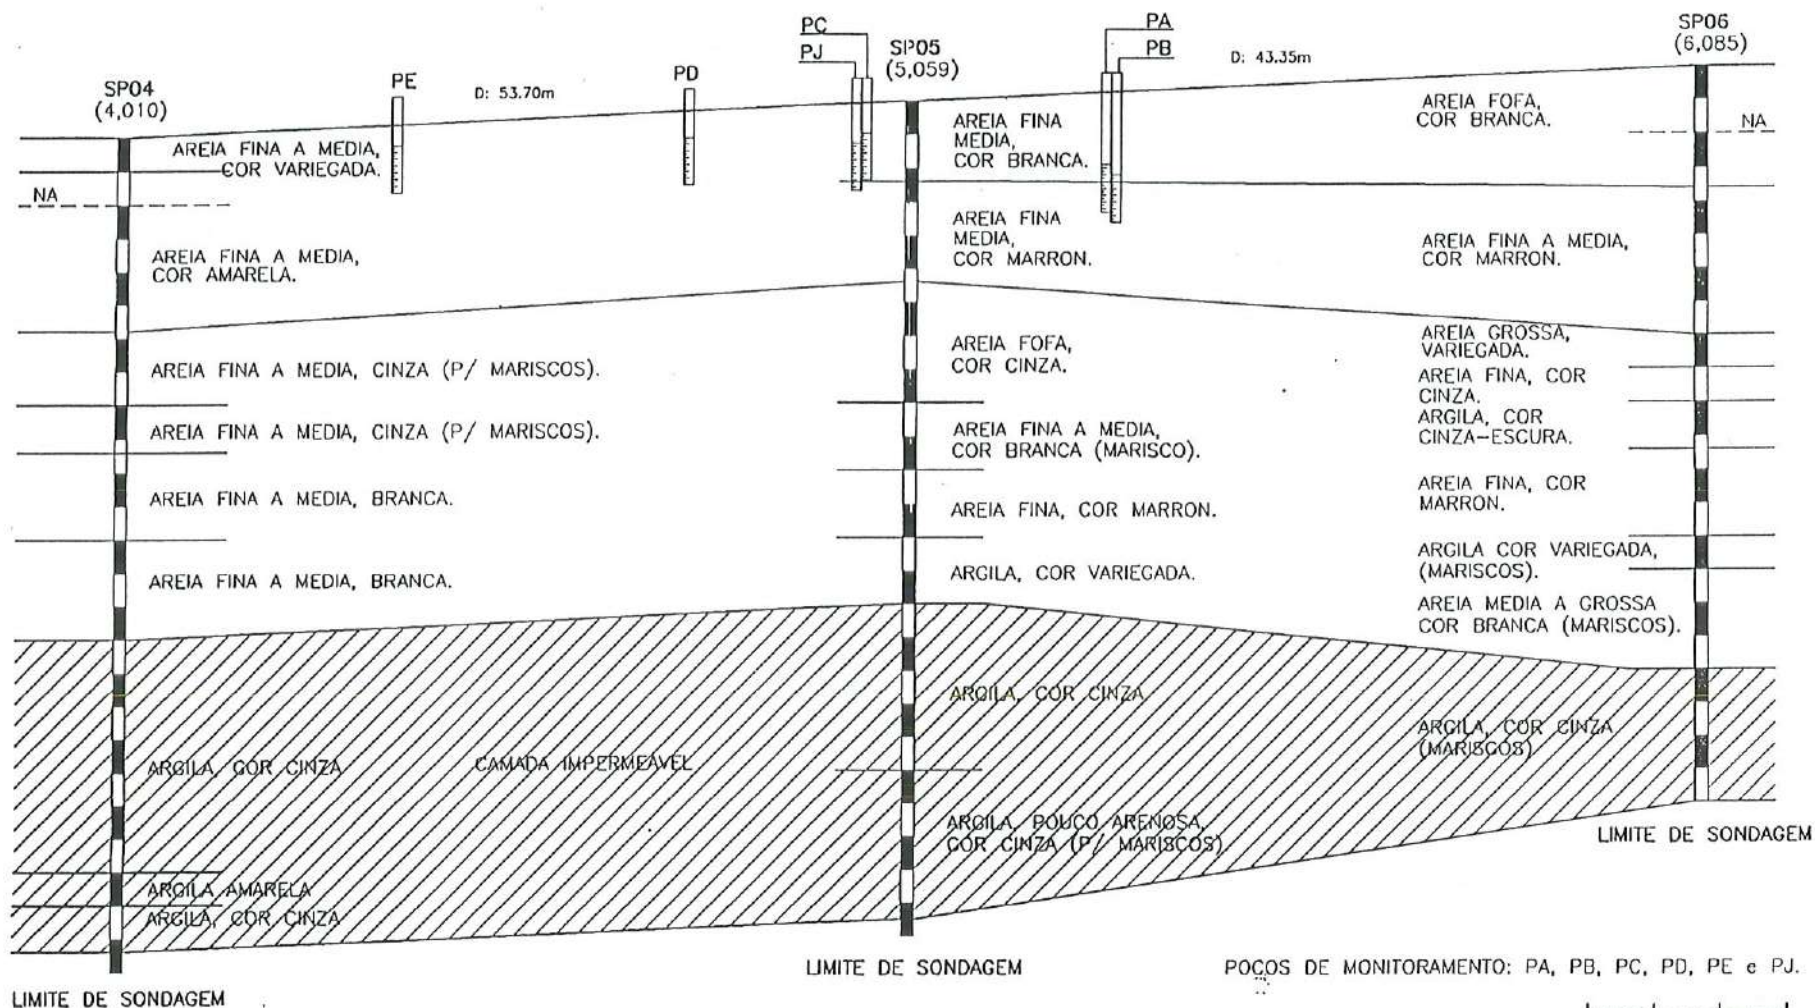 PC
PJ
SP05
(5,059)
PA
PB
D: 43.35m
SP06
(6,085)
SP04
(4,010)
PE
D: 53.70m
PD
AREIA FINA A MEDIA,
COR VARIEGADA.
NA
AREIA FINA A MEDIA,
COR AMARELA.
AREIA FINA A MEDIA, CINZA (P/ MARISCOS).
AREIA FINA A MEDIA, CINZA (P/ MARISCOS).
AREIA FINA A MEDIA, BRANCA.
AREIA FINA A MEDIA, BRANCA.
ARGILA, COR CINZA
CAMADA IMPERMEÁVEL
ARGILA AMARELA
ARGILA, COR CINZA
LIMITE DE SONDAGEM
AREIA FINA
MEDIA,
COR BRANCA.
AREIA FINA
MEDIA,
COR MARRON.
AREIA FOFA,
COR CINZA.
AREIA FINA A MEDIA,
COR BRANCA (MARISCO).
AREIA FINA, COR MARRON.
ARGILA, COR VARIEGADA.
ARGILA, COR CINZA
ARGILA, POUCO ARENOSA,
COR CINZA (P/ MARISCOS)
LIMITE DE SONDAGEM
AREIA FOFA,
COR BRANCA.
NA
AREIA FINA A MEDIA,
COR MARRON.
AREIA GROSSA,
VARIEGADA.
AREIA FINA, COR
CINZA.
ARGILA, COR
CINZA-ESCURA.
AREIA FINA, COR
MARRON.
ARGILA COR VARIEGADA,
(MARISCOS).
AREIA MEDIA A GROSSA
COR BRANCA (MARISCOS).
ARGILA, COR CINZA
(MARISCOS)
LIMITE DE SONDAGEM
POÇOS DE MONITORAMENTO: PA, PB, PC, PD, PE e PJ.